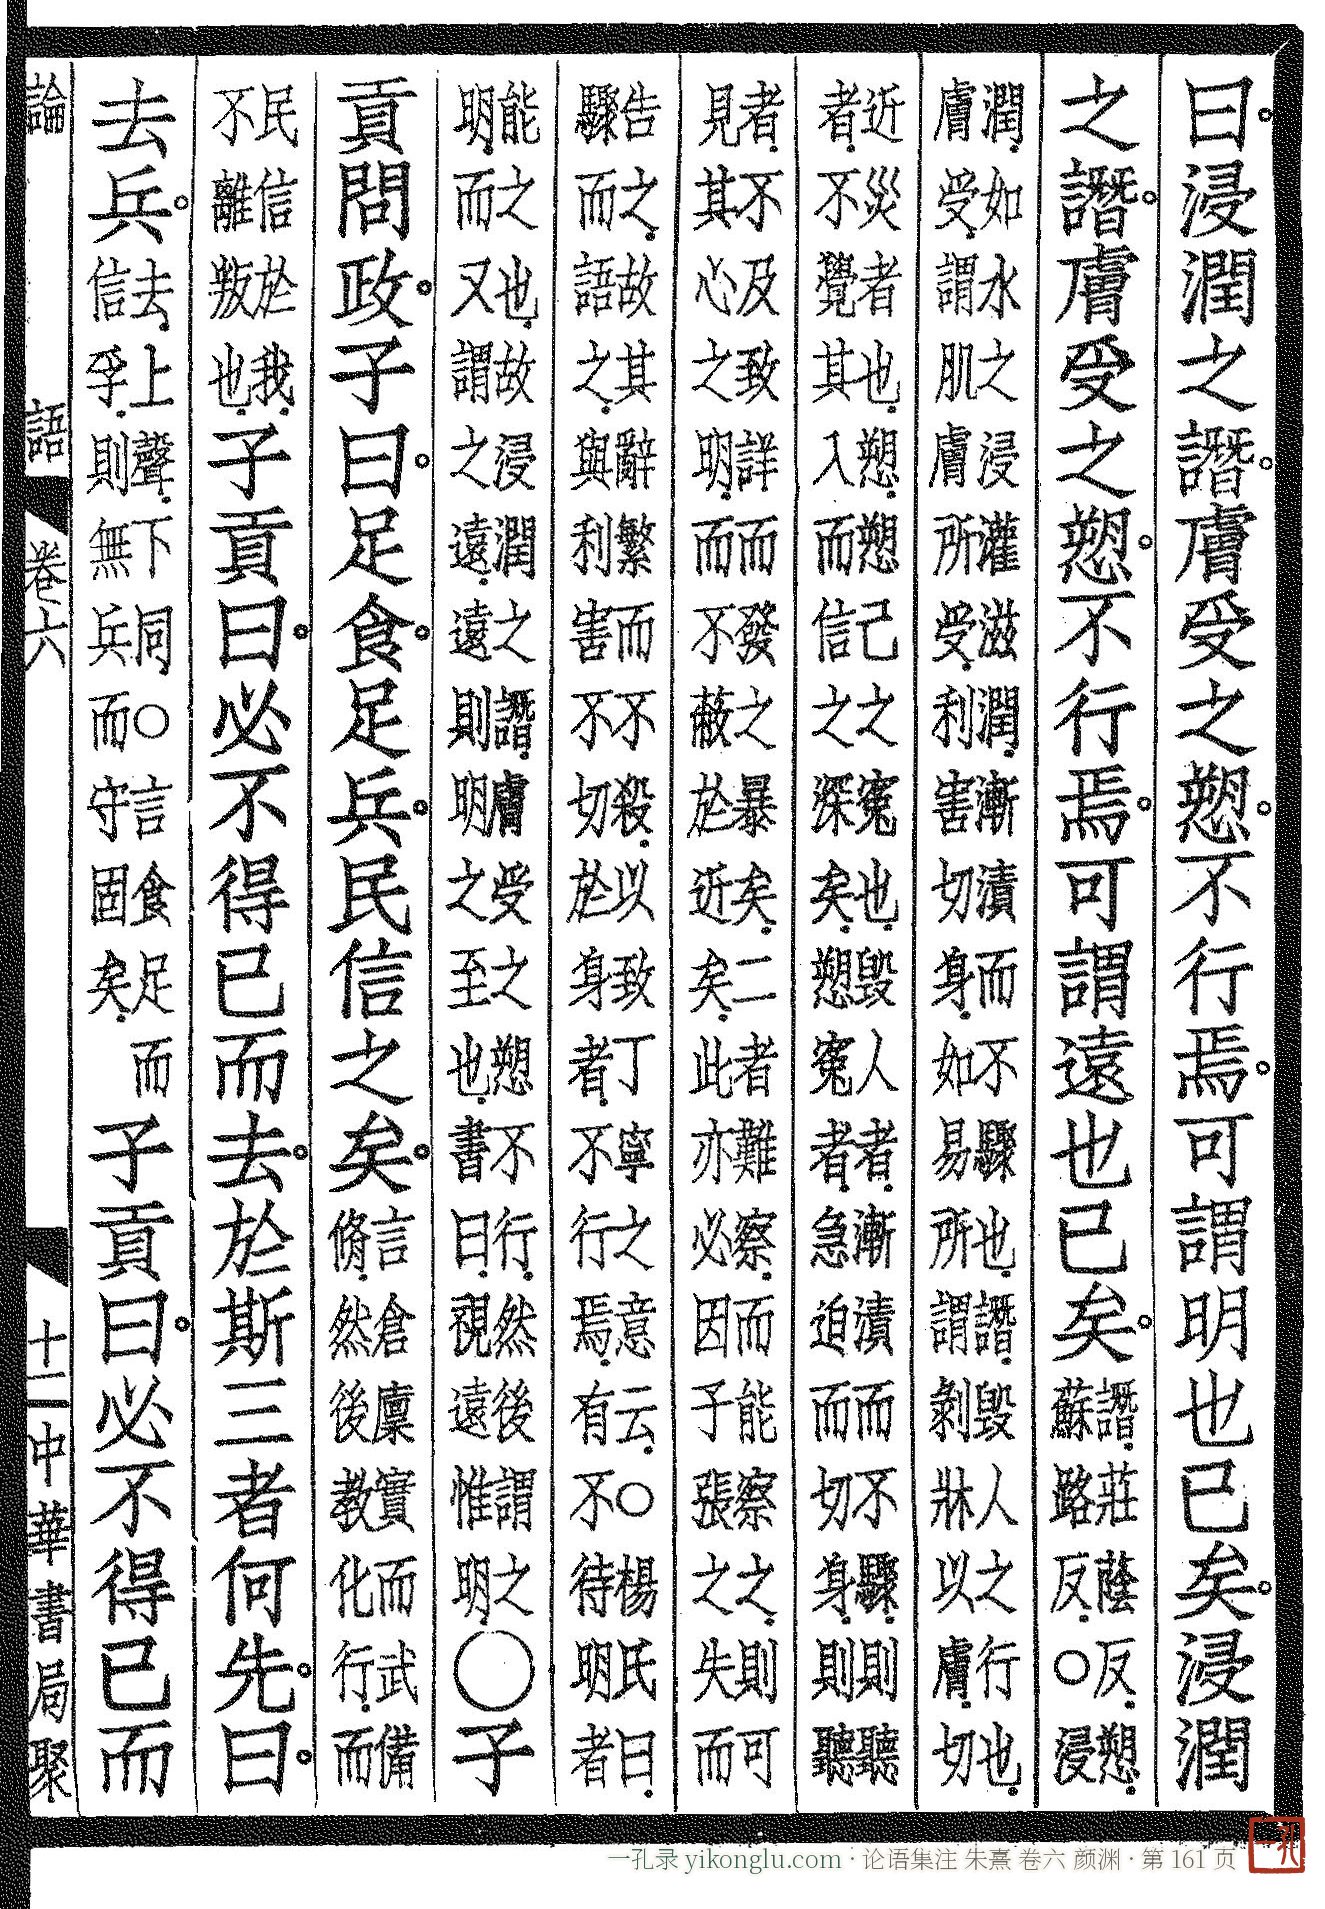 曰。浸潤之譖。膚受之愬。不行焉。可謂明也已矣。浸潤
之譖。膚受之愬。不行焉。可謂遠也已矣。
譖。莊蔭反。愬。
蘇路反。○浸
潤。如水之浸灌滋潤。漸漬而不驟也。譖。毀人之行也。
膚受。謂肌膚所受。利害切身。如易所謂剝牀以膚。切
近災者也。愬。愬己之冤也。毀人者。漸漬而不驟。則聽
者。不覺其入而信之深矣。愬冤者。急迫而切身。則聽
者。不及致詳而發之暴矣。二者難察。而能察之。則可
見其心之明。而不蔽於近矣。此亦必因子張之失而
告之。故其辭繁而不殺。以致丁寧之意云。○楊氏曰。
驟而語之。與利害不切於身者。不行焉。有不待明者
能之也。故浸潤之譖。膚受之愬不行。然後謂之
明。而又謂之遠。遠則明之至也。書曰。視遠惟明。
○子
貢問政。子曰。足食。足兵。民信之矣。
言倉廩實而武備
脩。然後教化行。而
民信於我。
不離叛也。
子貢曰。必不得已而去。於斯三者何先。曰。
去兵。
去。上聲。下同。○言食足而
信孚。則無兵而守固矣。
子貢曰。必不得已而
論語 卷六 十二 中華書局聚
一孔录 yikonglu.com · 论语集注 朱熹 卷六 颜渊 · 第 161 页
一孔